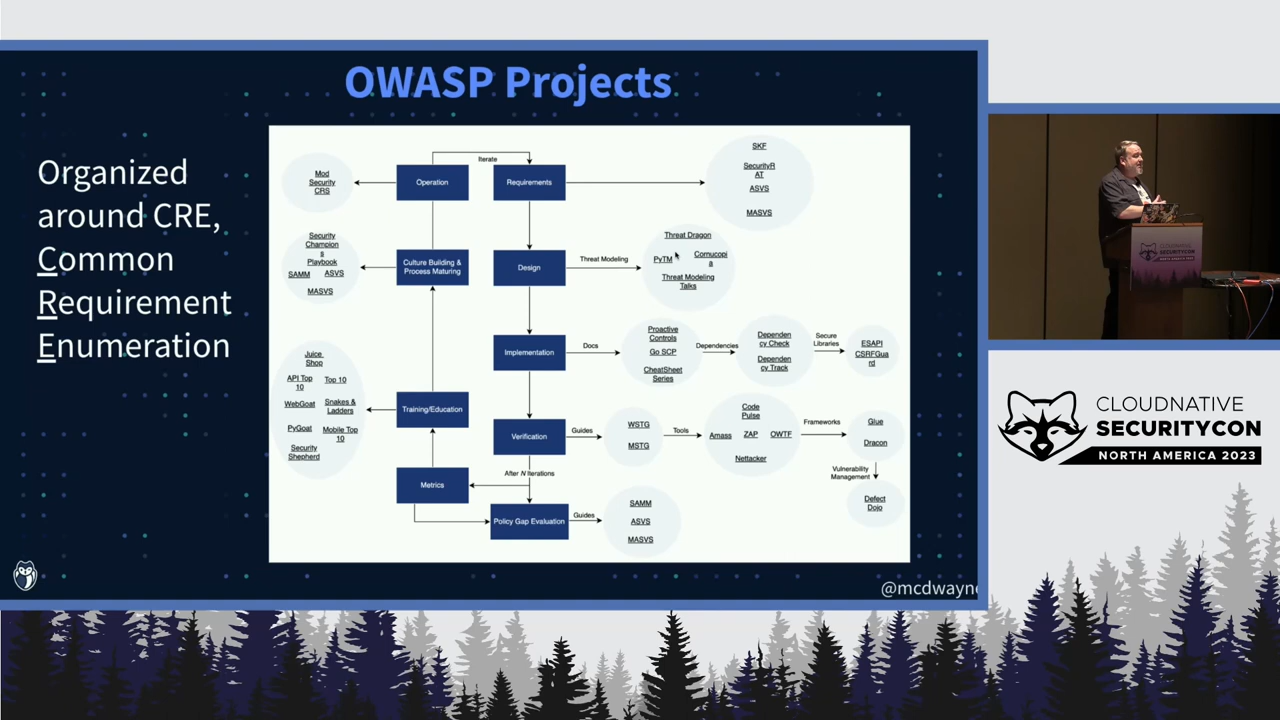 OWASP Projects
Organized
around CRE,
Common
Requirement
Enumeration
Iterate
Mod
Security
CRS
Operation
Requirements
SKF
SecurityR
AT
ASVS
MASVS
Security
Champion
s
Playbook
SAMM ASVS
MASVS
Culture Building &
Process Maturing
Design
Threat Modeling
Threat Dragon
PyTM
Cornucopi
a
Threat Modeling
Talks
Implementation
Docs
Proactive
Controls
Go SCP
CheatSheet
Series
Dependencies
Dependen
cy Check
Dependen
cy Track
Secure
Libraries
ESAPI
CSRFGua
rd
Juice
Shop
API Top
10
Top 10
WebGoat
Snakes &
Ladders
PyGoat
Mobile Top
10
Security
Shepherd
Training/Education
Verification
Guides
WSTG
MSTG
Tools
Code
Pulse
Amass ZAP OWTF
Nettacker
Frameworks
Glue
Dracon
Vulnerability
Management
Defect
Dojo
After N Iterations
Metrics
Policy Gap Evaluation
Guides
SAMM
ASVS
MASVS
@mcdwayne
CLOUDNATIVE
SECURITYCON
NORTH AMERICA 2023